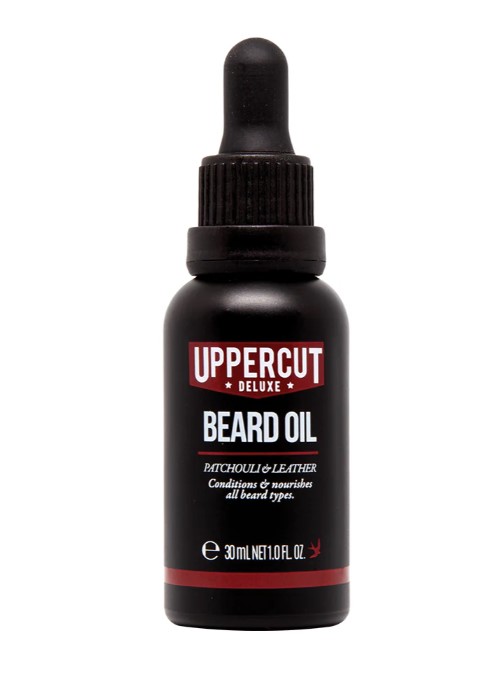 UPPERCUT
★ DELUXE ★
BEARD OIL
PATCHOULI & LEATHER
Conditions & nourishes
all beard types.
℮ 30 mL NET 1.0 FL. OZ.